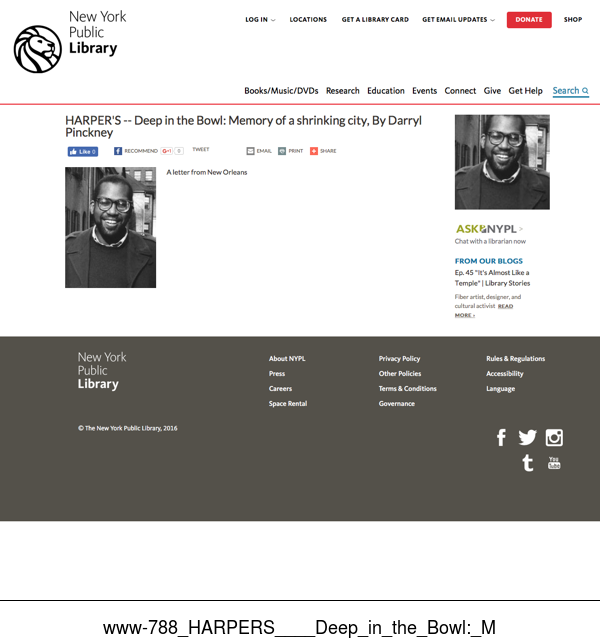 New York
Public
Library
LOG IN
LOCATIONS
GET A LIBRARY CARD
GET EMAIL UPDATES
DONATE
SHOP
Books/Music/DVDs
Research
Education
Events
Connect
Give
Get Help
Search
HARPER'S -- Deep in the Bowl: Memory of a shrinking city, By Darryl
Pinckney
Like 0
RECOMMEND
G+1 0
TWEET
EMAIL
PRINT
SHARE
A letter from New Orleans
ASK NYPL >
Chat with a librarian now
FROM OUR BLOGS
Ep. 45 "It's Almost Like a
Temple" | Library Stories
Fiber artist, designer, and
cultural activist READ
MORE ›
New York
Public
Library
About NYPL
Press
Careers
Space Rental
Privacy Policy
Other Policies
Terms & Conditions
Governance
Rules & Regulations
Accessibility
Language
© The New York Public Library, 2016
You
Tube
www-788_HARPERS____Deep_in_the_Bowl:_M